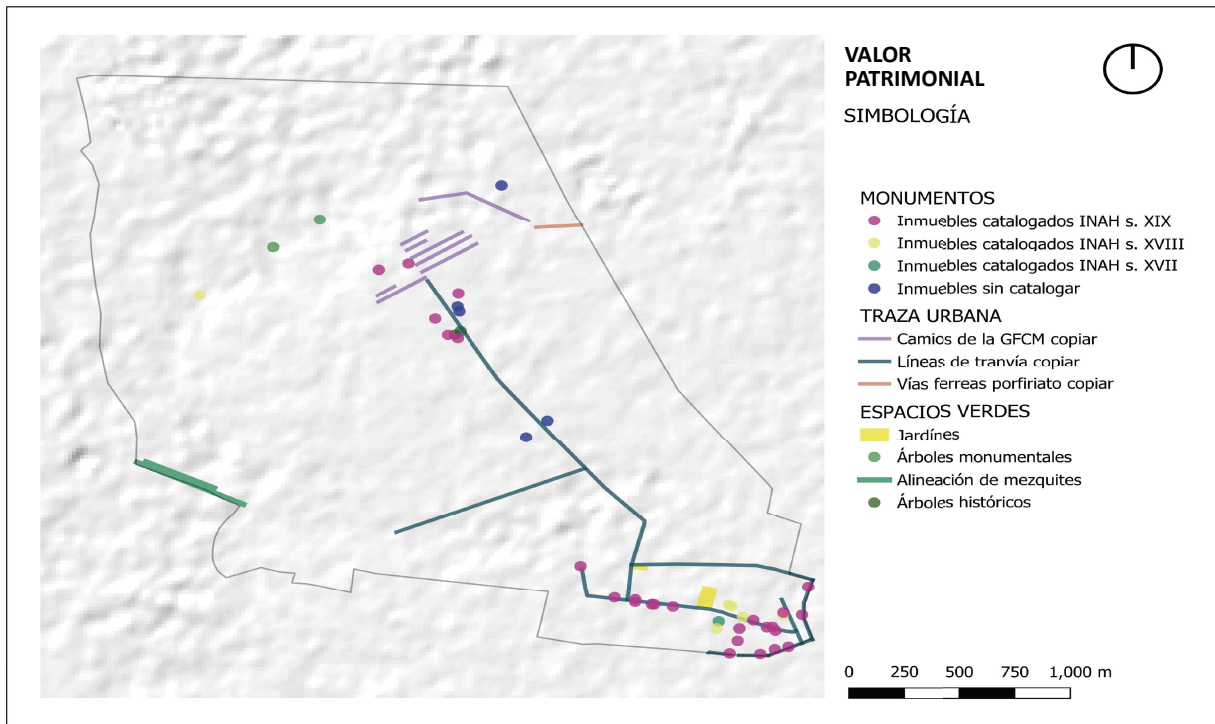 VALOR
PATRIMONIAL
SIMBOLOGÍA
MONUMENTOS
Inmuebles catalogados INAH s. XIX
Inmuebles catalogados INAH s. XVIII
Inmuebles catalogados INAH s. XVII
Inmuebles sin catalogar
TRAZA URBANA
Camios de la GFCM copiar
Líneas de tranvía copiar
Vías ferreas porfiriato copiar
ESPACIOS VERDES
Jardínes
Árboles monumentales
Alineación de mezquites
Árboles históricos
0 250 500 750 1,000 m